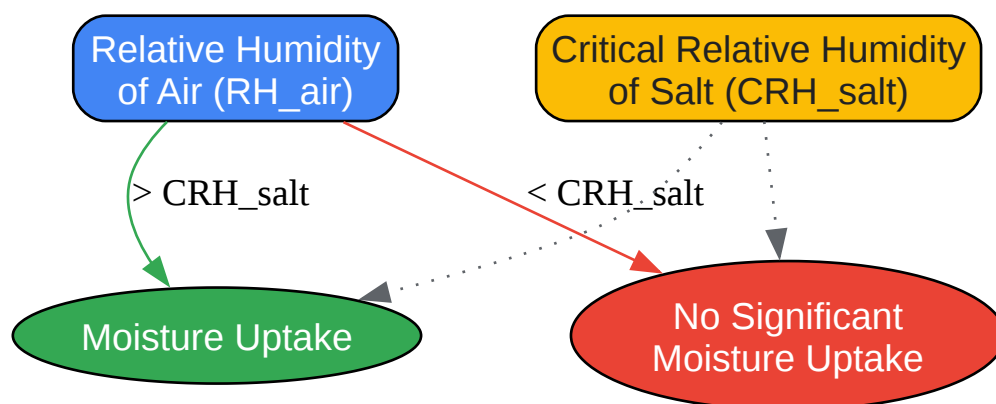 Relative Humidity
of Air (RH_air)
Critical Relative Humidity
of Salt (CRH_salt)
> CRH_salt
< CRH_salt
Moisture Uptake
No Significant
Moisture Uptake